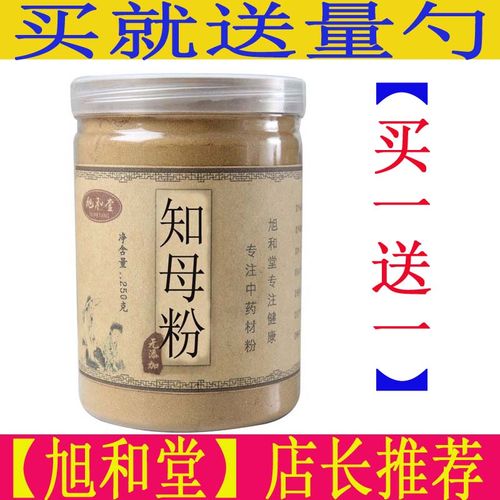 买就送量勺
【买一送一】
旭和堂
净含量:250克
知母粉
无添加
旭和堂专注健康
专注中药材粉
【旭和堂】店长推荐